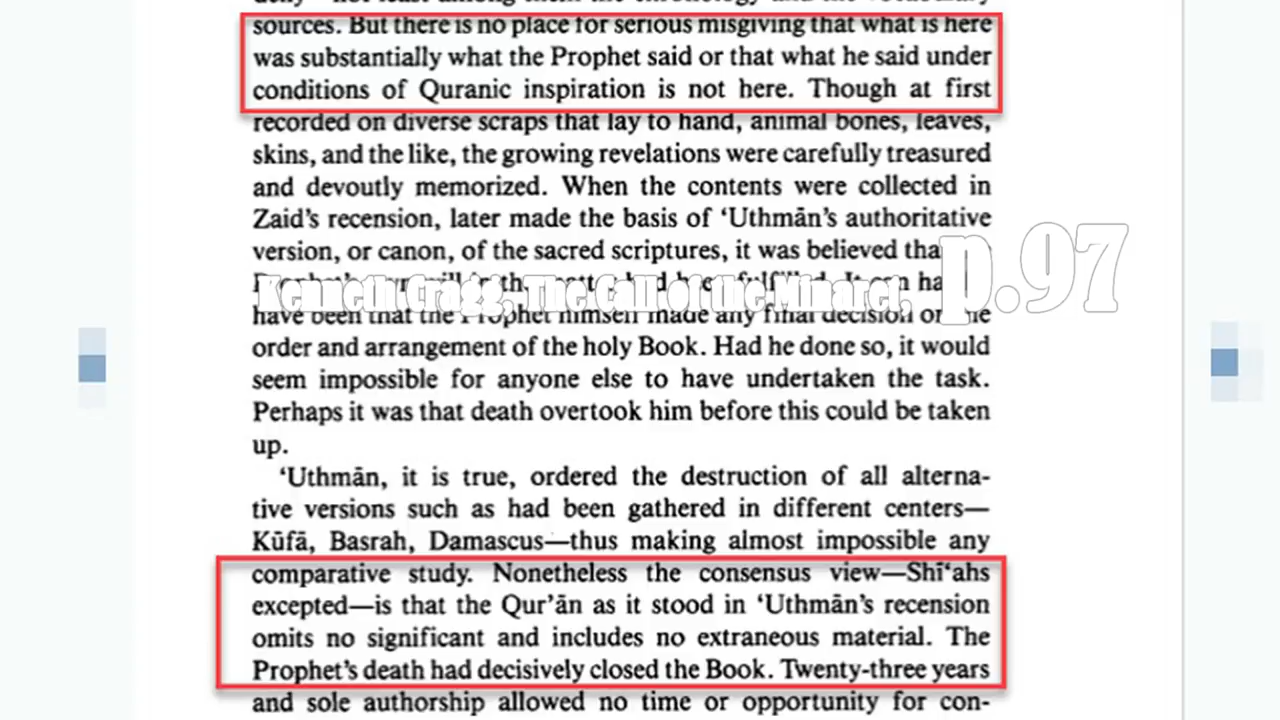 sources. But there is no place for serious misgiving that what is here
was substantially what the Prophet said or that what he said under
conditions of Quranic inspiration is not here. Though at first
recorded on diverse scraps that lay to hand, animal bones, leaves,
skins, and the like, the growing revelations were carefully treasured
and devoutly memorized. When the contents were collected in
Zaid's recension, later made the basis of ‘Uthmān's authoritative
version, or canon, of the sacred scriptures, it was believed
Kenneth Cragg, The Call of the Minaret, p.97
have been that the Prophet himself made any final decision
order and arrangement of the holy Book. Had he done so, it would
seem impossible for anyone else to have undertaken the task.
Perhaps it was that death overtook him before this could be taken
up.
‘Uthmān, it is true, ordered the destruction of all alterna-
tive versions such as had been gathered in different centers—
Kūfā, Basrah, Damascus—thus making almost impossible any
comparative study. Nonetheless the consensus view—Shī‘ahs
excepted—is that the Qur’ān as it stood in ‘Uthmān's recension
omits no significant and includes no extraneous material. The
Prophet's death had decisively closed the Book. Twenty-three years
and sole authorship allowed no time or opportunity for con-